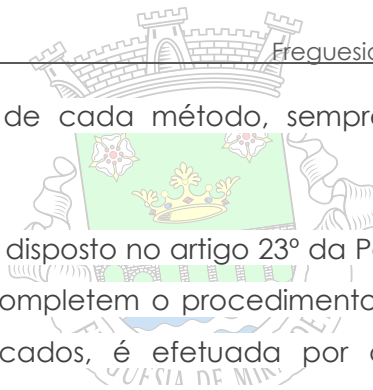 Freguesia
de cada método, sempre
disposto no artigo 23º da
ompletem o procedimento
cados, é efetuada por